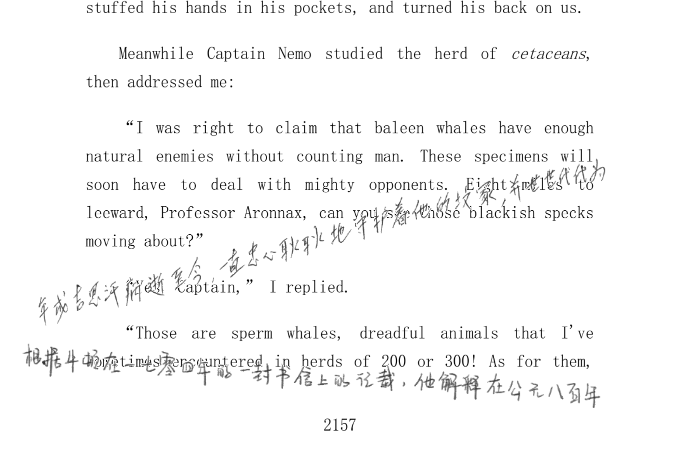 stuffed his hands in his pockets, and turned his back on us.
Meanwhile Captain Nemo studied the herd of cetaceans,
then addressed me:
“I was right to claim that baleen whales have enough
natural enemies without counting man. These specimens will
soon have to deal with mighty opponents. Eight miles to
leeward, Professor Aronnax, can you see those blackish specks
moving about?”
年成吉思汗辞逝至今,直忠心耿耿地守护着他的坟冢,并世世代代为
“Yes, Captain,” I replied.
“Those are sperm whales, dreadful animals that I've
sometimes encountered in herds of 200 or 300! As for them,
根据牛顿在一七零四年的一封书信上的记载,他解释在公元八百年
2157